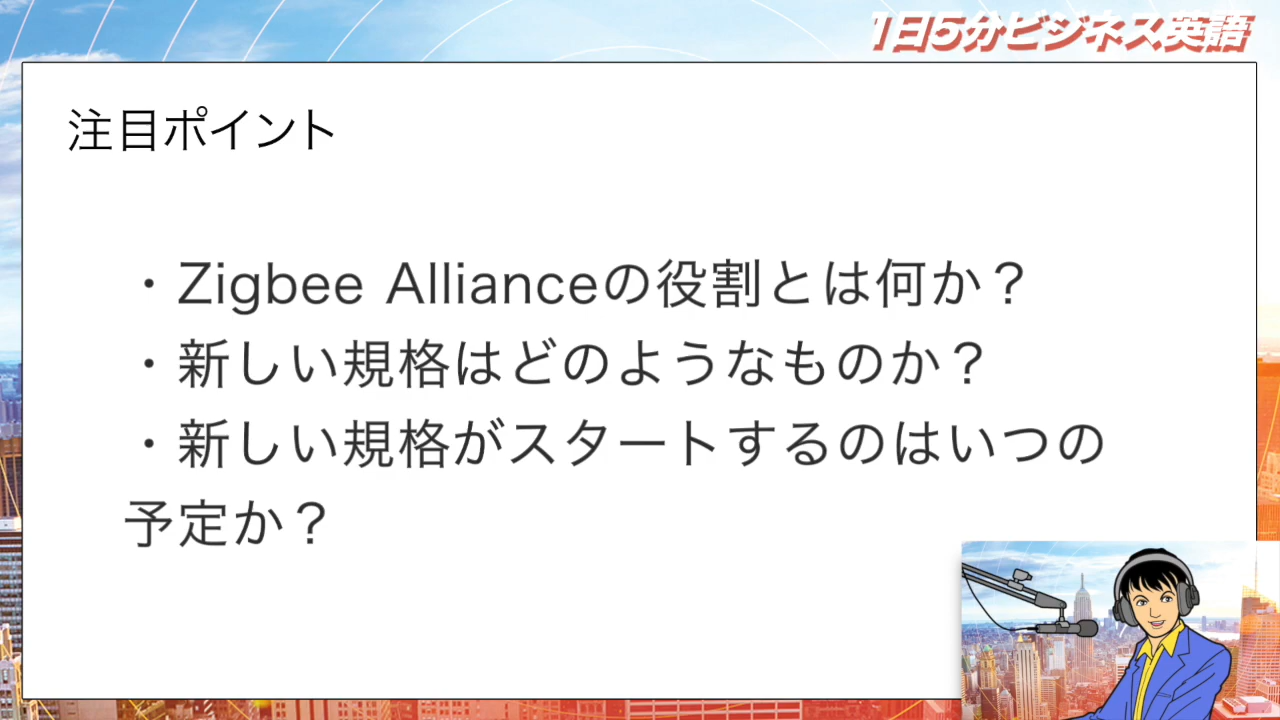 1日5分ビジネス英語
注目ポイント
・Zigbee Allianceの役割とは何か？
・新しい規格はどのようなものか？
・新しい規格がスタートするのはいつの
予定か？